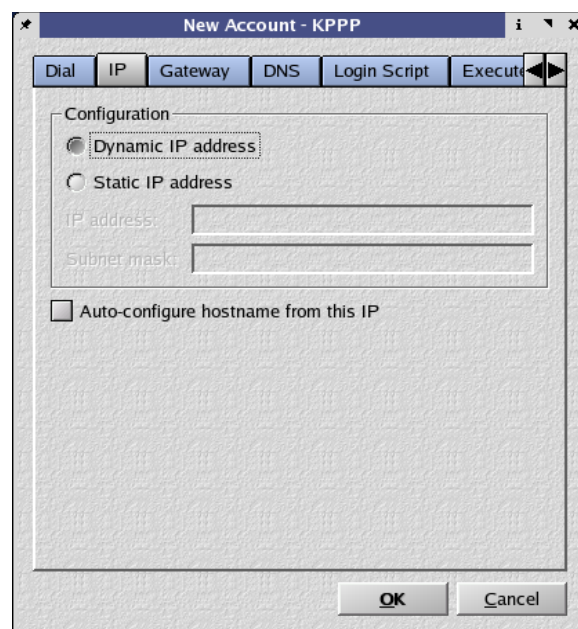 New Account - KPPP
Dial IP Gateway DNS Login Script Execute
Configuration
Dynamic IP address
Static IP address
IP address:
Subnet mask:
Auto-configure hostname from this IP
OK Cancel